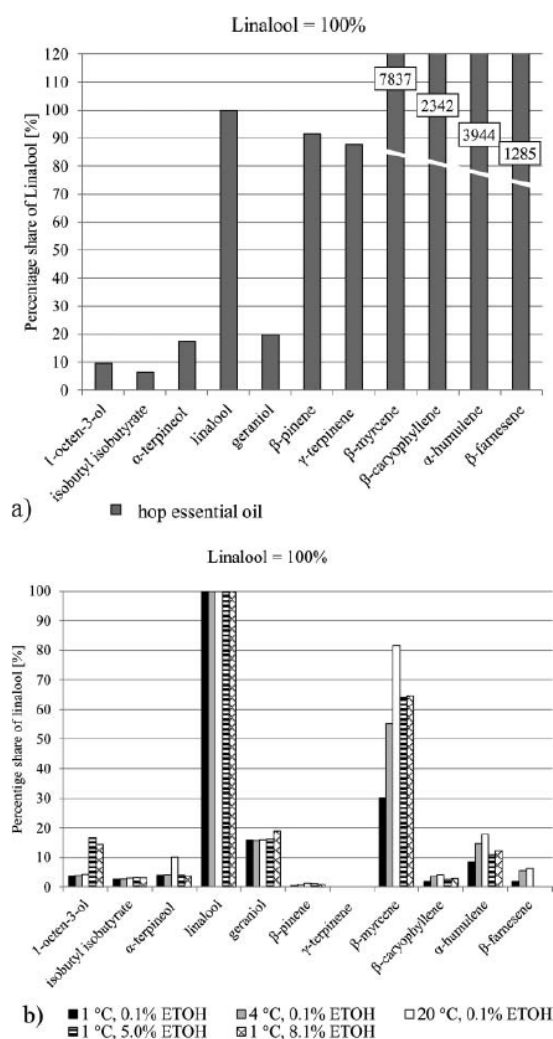 Linalool = 100%
Percentage share of Linalool [%]
120
110
100
90
80
70
60
50
40
30
20
10
0
7837
2342
3944
1285
1-octen-3-ol
isobutyl isobutyrate
α-terpineol
linalool
geraniol
β-pinene
γ-terpinene
β-myrcene
β-caryophyllene
α-humulene
β-farnesene
a)
hop essential oil
Linalool = 100%
Percentige share of linalool [%]
100
90
80
70
60
50
40
30
20
10
0
1-octen-3-ol
isobutyl isobutyrate
α-terpineol
linalool
geraniol
β-pinene
γ-terpinene
β-myrcene
β-caryophyllene
α-humulene
β-farnesene
b)
1 °C, 0.1% ETOH 4 °C, 0.1% ETOH 20 °C, 0.1% ETOH
1 °C, 5.0% ETOH 1 °C, 8.1% ETOH